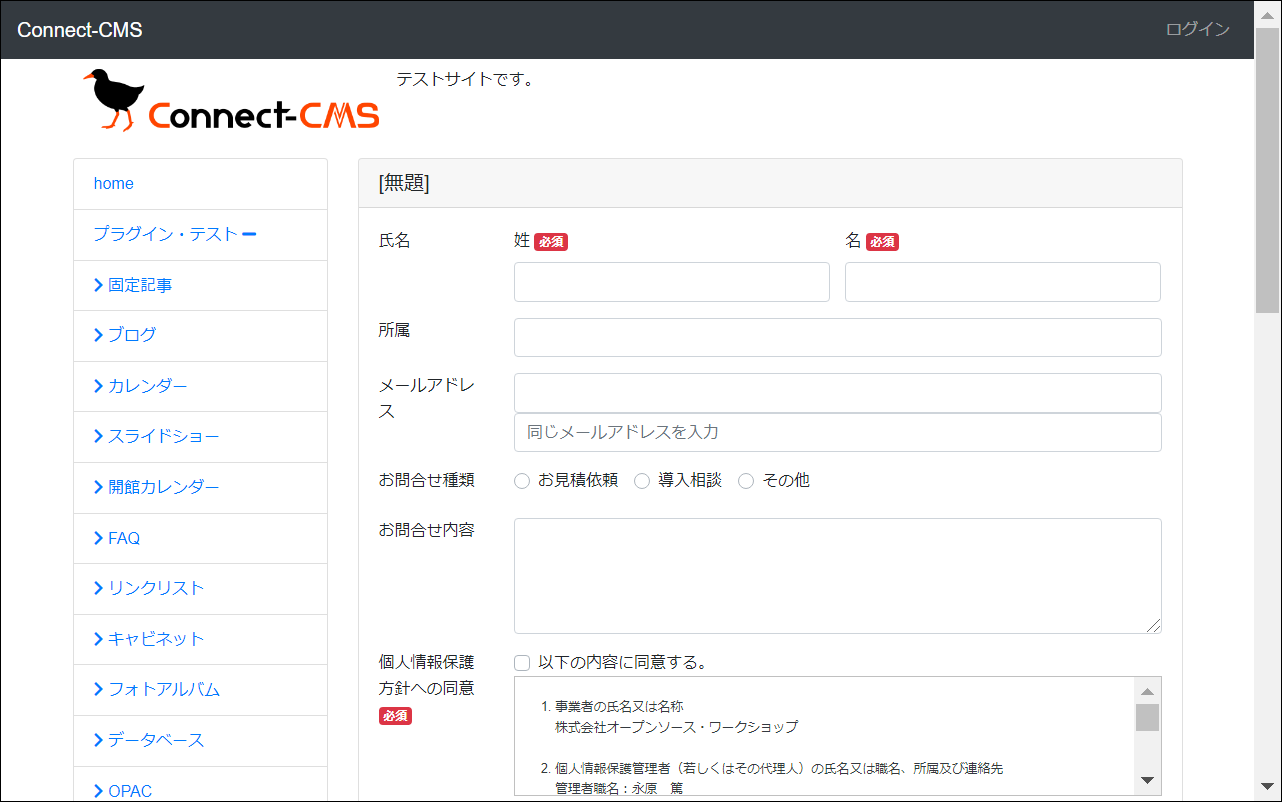 Connect-CMS
ログイン
Connect-CMS
テストサイトです。
home
プラグイン・テスト
固定記事
ブログ
カレンダー
スライドショー
開館カレンダー
FAQ
リンクリスト
キャビネット
フォトアルバム
データベース
OPAC
[無題]
氏名
姓 必須
名 必須
所属
メールアドレ
ス
同じメールアドレスを入力
お問合せ種類
お見積依頼 導入相談 その他
お問合せ内容
個人情報保護
方針への同意
必須
以下の内容に同意する。
1. 事業者の氏名又は名称
株式会社オープンソース・ワークショップ
2. 個人情報保護管理者（若しくはその代理人）の氏名又は職名、所属及び連絡先
管理者職名：永原　篤